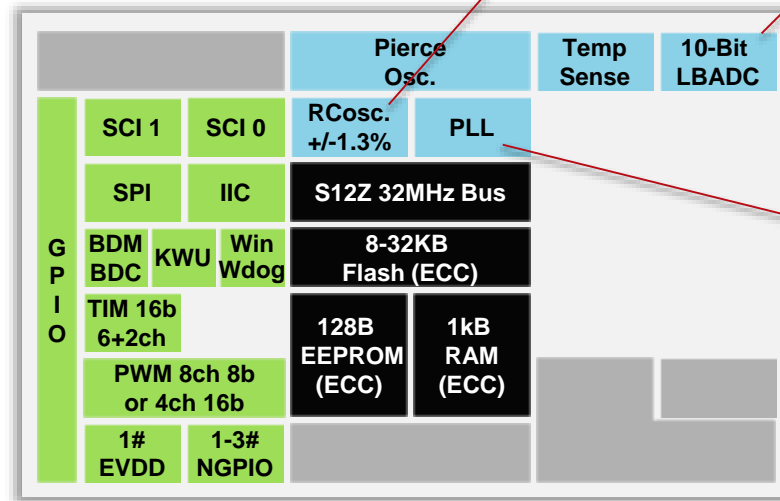 Pierce
Osc.
Temp
Sense
10-Bit
LBADC
GPIO
SCI 1
SCI 0
RCosc.
+/-1.3%
PLL
SPI
IIC
S12Z 32MHz Bus
BDM
BDC
KWU
Win
Wdog
8-32KB
Flash (ECC)
TIM 16b
6+2ch
128B
EEPROM
(ECC)
1kB
RAM
(ECC)
PWM 8ch 8b
or 4ch 16b
1#
EVDD
1-3#
NGPIO